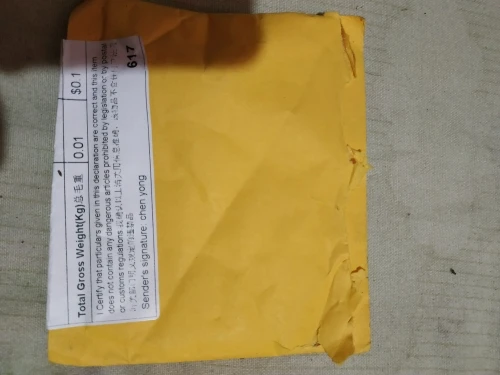 Total Gross Weight(Kg)总毛重 0.01 $0.1
I Certify that particulars given in this declaration are correct and this item
does not contain any dangerous articles prohibited by legislation or by postal
or customs regulations
Sender's signature: chen yong 617